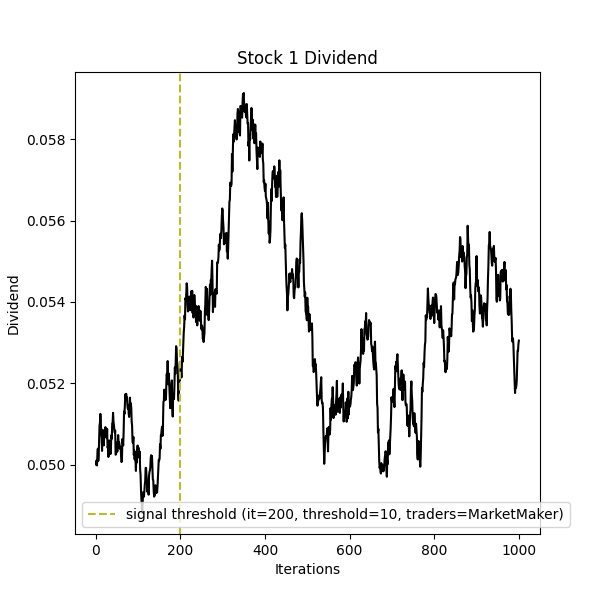 Stock 1 Dividend
0.058
0.056
0.054
0.052
0.050
Dividend
signal threshold (it=200, threshold=10, traders=MarketMaker)
0 200 400 600 800 1000
Iterations